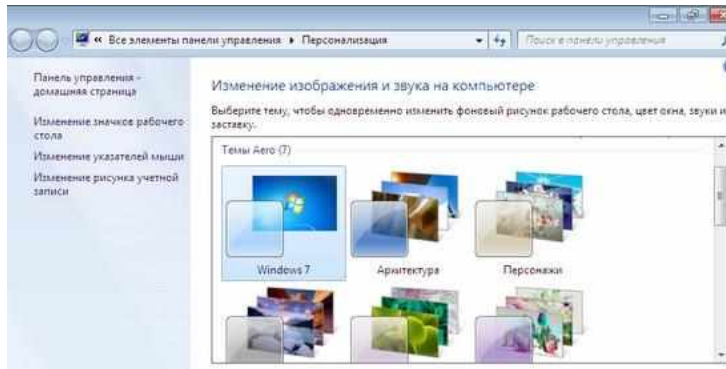 « Все элементы панели управления ▸ Персонализация
Поиск в панели управления
Панель управления -
домашняя страница
Изменение значков рабочего
стола
Изменение указателей мыши
Изменение рисунка учетной
записи
Изменение изображения и звука на компьютере
Выберите тему, чтобы одновременно изменить фоновый рисунок рабочего стола, цвет окна, звуки и
заставку.
Темы Aero (7)
Windows 7
Архитектура
Персонажи